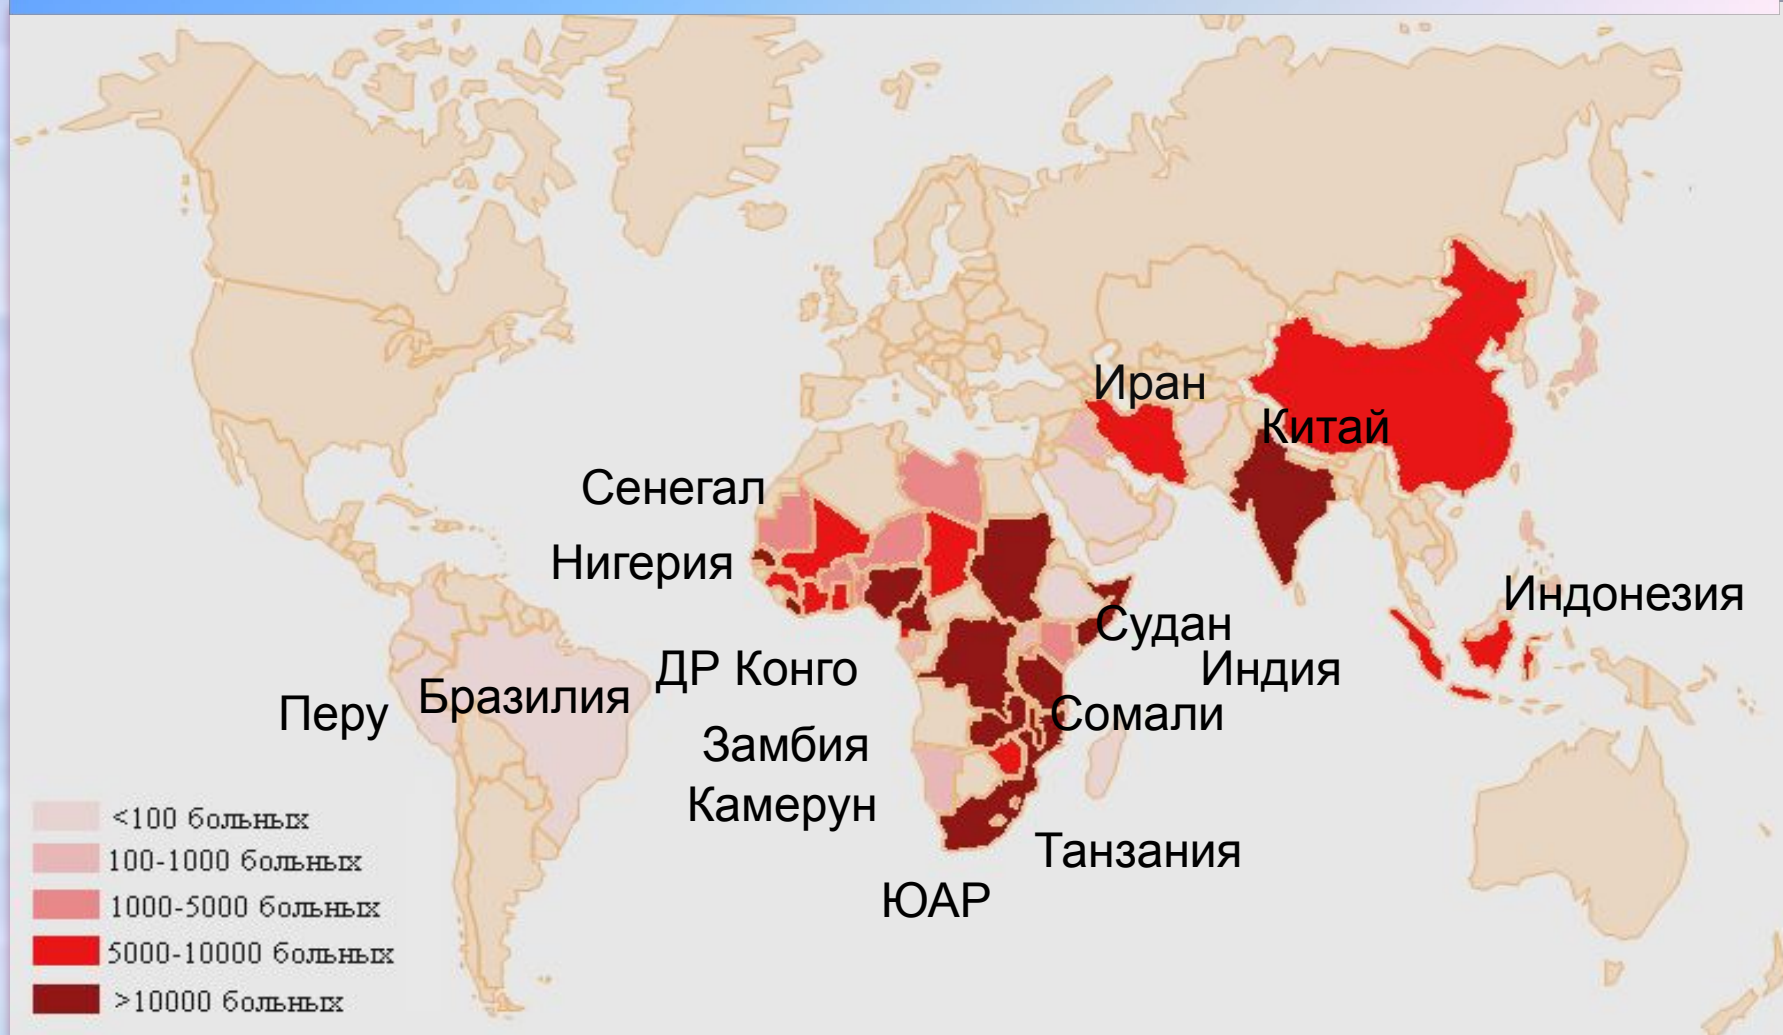 Иран
Китай
Сенегал
Нигерия
Индонезия
Судан
ДР Конго
Индия
Перу
Бразилия
Сомали
Замбия
Камерун
Танзания
ЮАР
<100 больных
100-1000 больных
1000-5000 больных
5000-10000 больных
>10000 больных